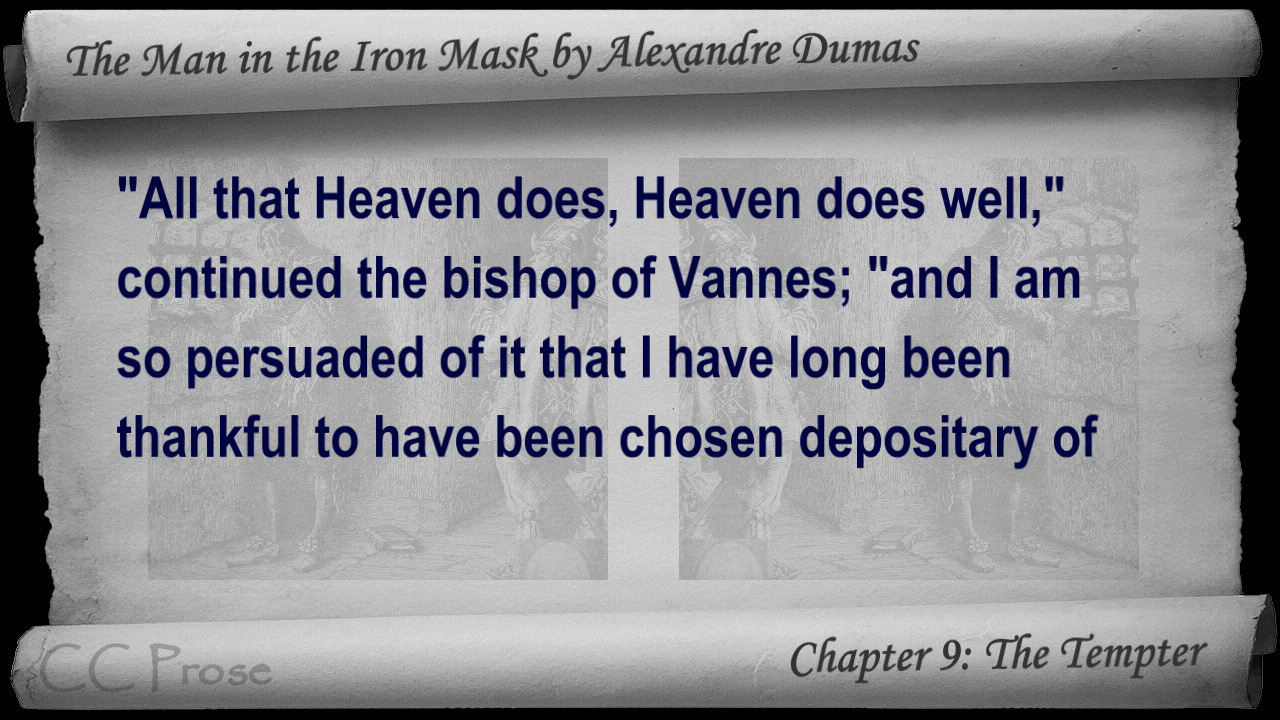 The Man in the Iron Mask by Alexandre Dumas
"All that Heaven does, Heaven does well,"
continued the bishop of Vannes; "and I am
so persuaded of it that I have long been
thankful to have been chosen depositary of
CC Prose
Chapter 9: The Tempter